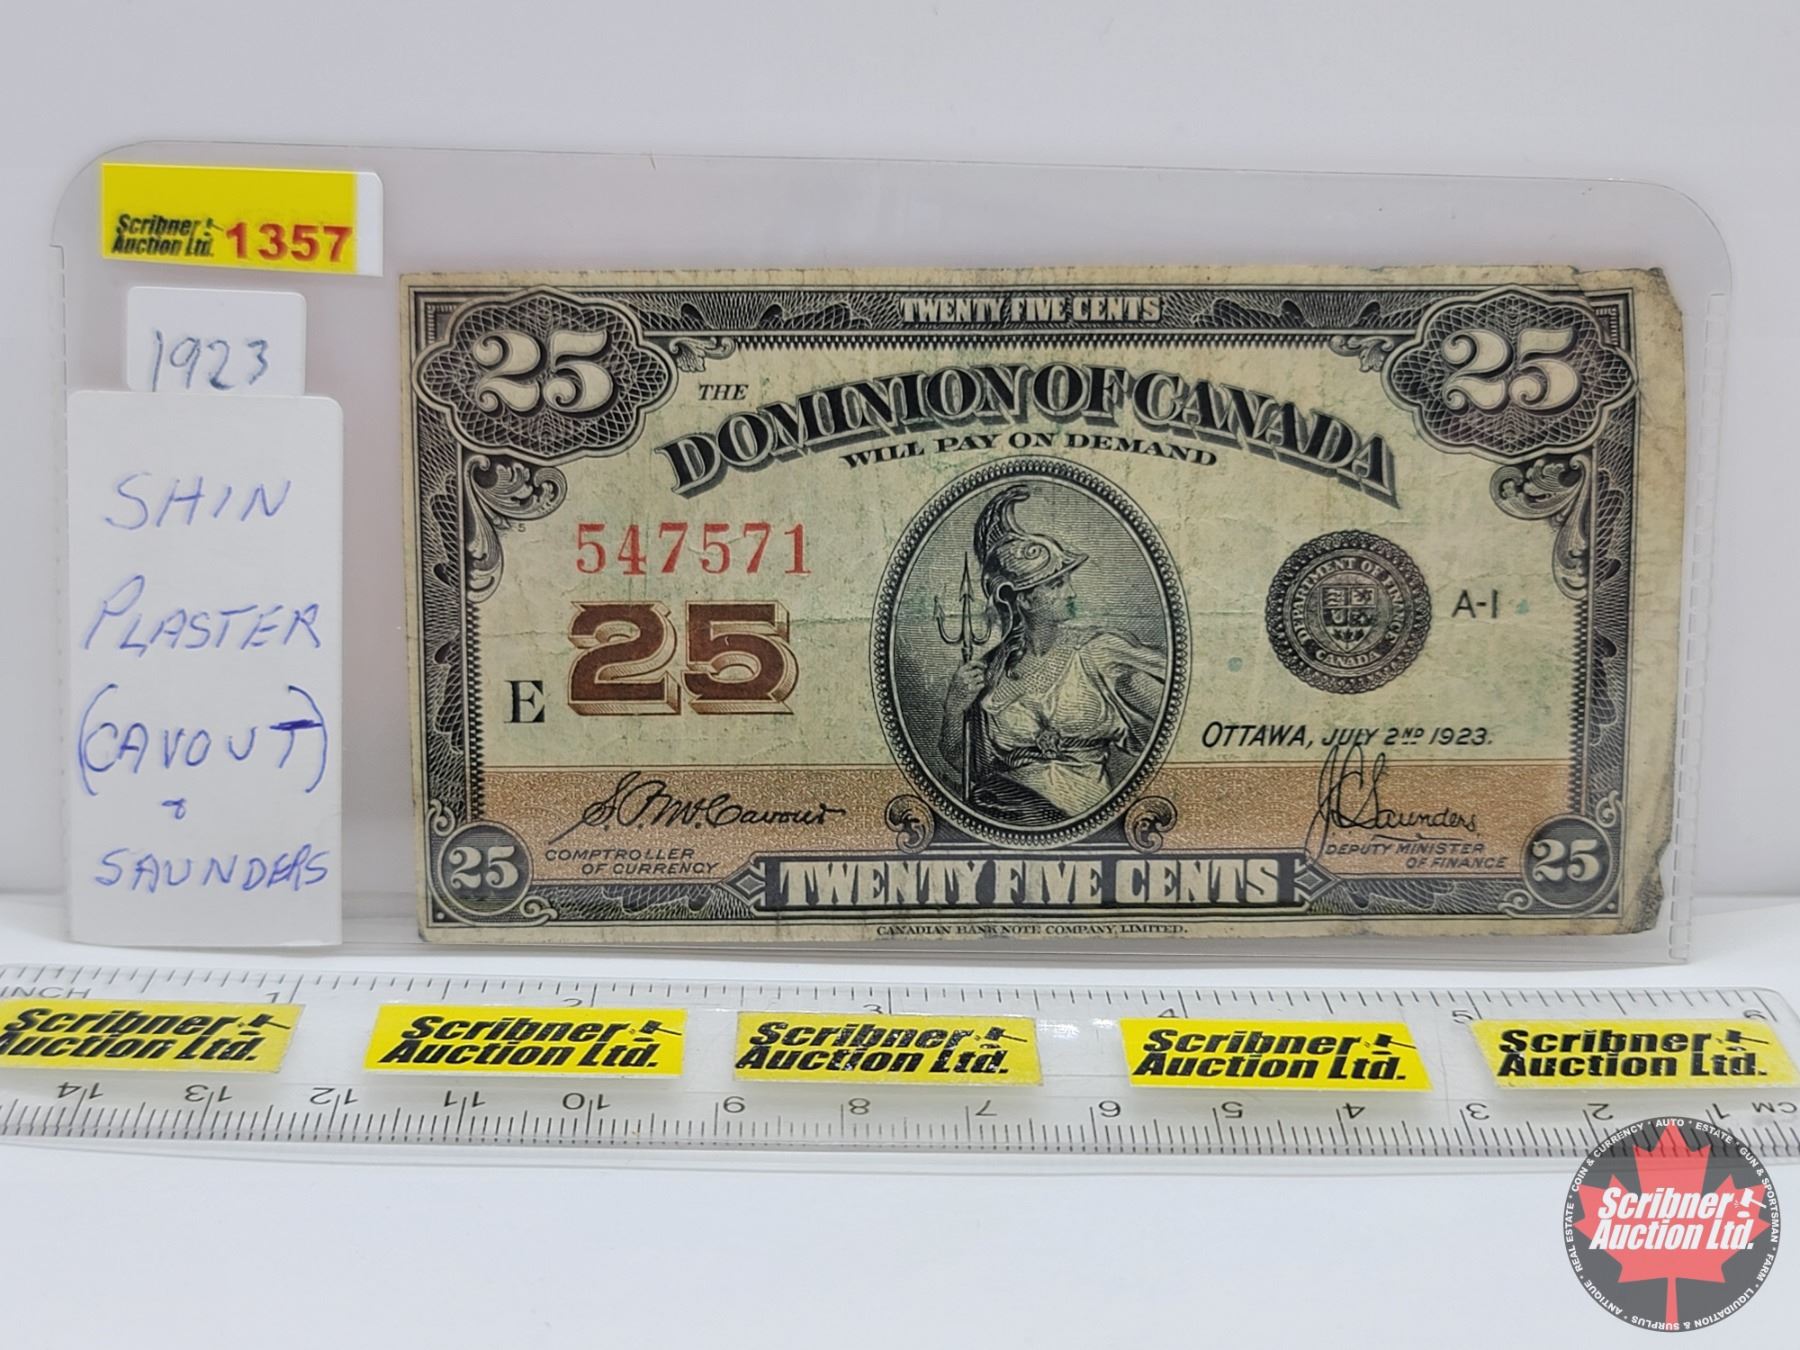 Scribner
Auction Ltd. 1357
1923
SHIN
PLASTER
(CAVOUT)
&
SAUNDERS
25 TWENTY FIVE CENTS 25
THE
DOMINION OF CANADA
WILL PAY ON DEMAND
547571
E 25
DEPARTMENT OF FINANCE
CANADA
A-1
OTTAWA, JULY 2ND 1923.
S.P. McCavour
COMPTROLLER
OF CURRENCY
J.C. Saunders
DEPUTY MINISTER
OF FINANCE
25 TWENTY FIVE CENTS 25
CANADIAN BANK NOTE COMPANY, LIMITED.
INCH 1 2 3 4 5 6
Scribner
Auction Ltd.
Scribner
Auction Ltd.
Scribner
Auction Ltd.
Scribner
Auction Ltd.
Scribner
Auction Ltd.
14 13 12 11 10 9 8 7 6 5 4 3 2 1 CM
COIN & CURRENCY * AUTO * ESTATE * GUN & SPORTSMAN * FARM * LIQUIDATION & SURPLUS * ANTIQUE * REAL ESTATE *
Scribner
Auction Ltd.